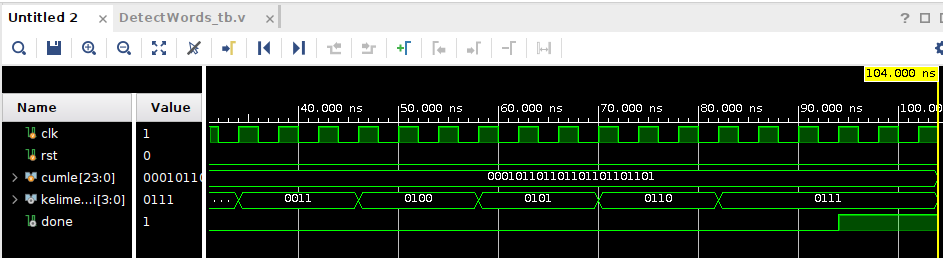 Untitled 2 × DetectWords_tb.v × ?
104.000 ns
Name Value 40.000 ns 50.000 ns 60.000 ns 70.000 ns 80.000 ns 90.000 ns 100.00
clk 1
rst 0
cumle[23:0] 00010110 000101101101101101101101
kelime...i[3:0] 0111 ... 0011 0100 0101 0110 0111
done 1